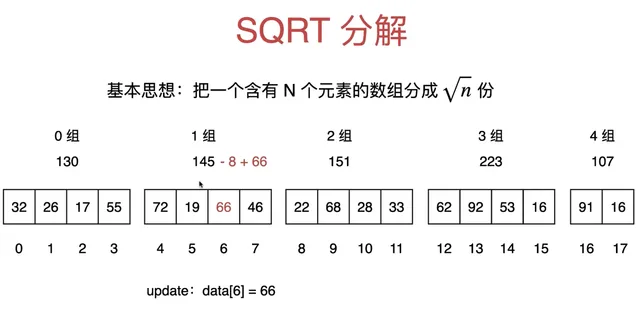 SQRT 分解
基本思想：把一个含有 N 个元素的数组分成 √n 份
0 组 1 组 2 组 3 组 4 组
130 145 - 8 + 66 151 223 107
32 26 17 55 72 19 66 46 22 68 28 33 62 92 53 16 91 16
0 1 2 3 4 5 6 7 8 9 10 11 12 13 14 15 16 17
update：data[6] = 66